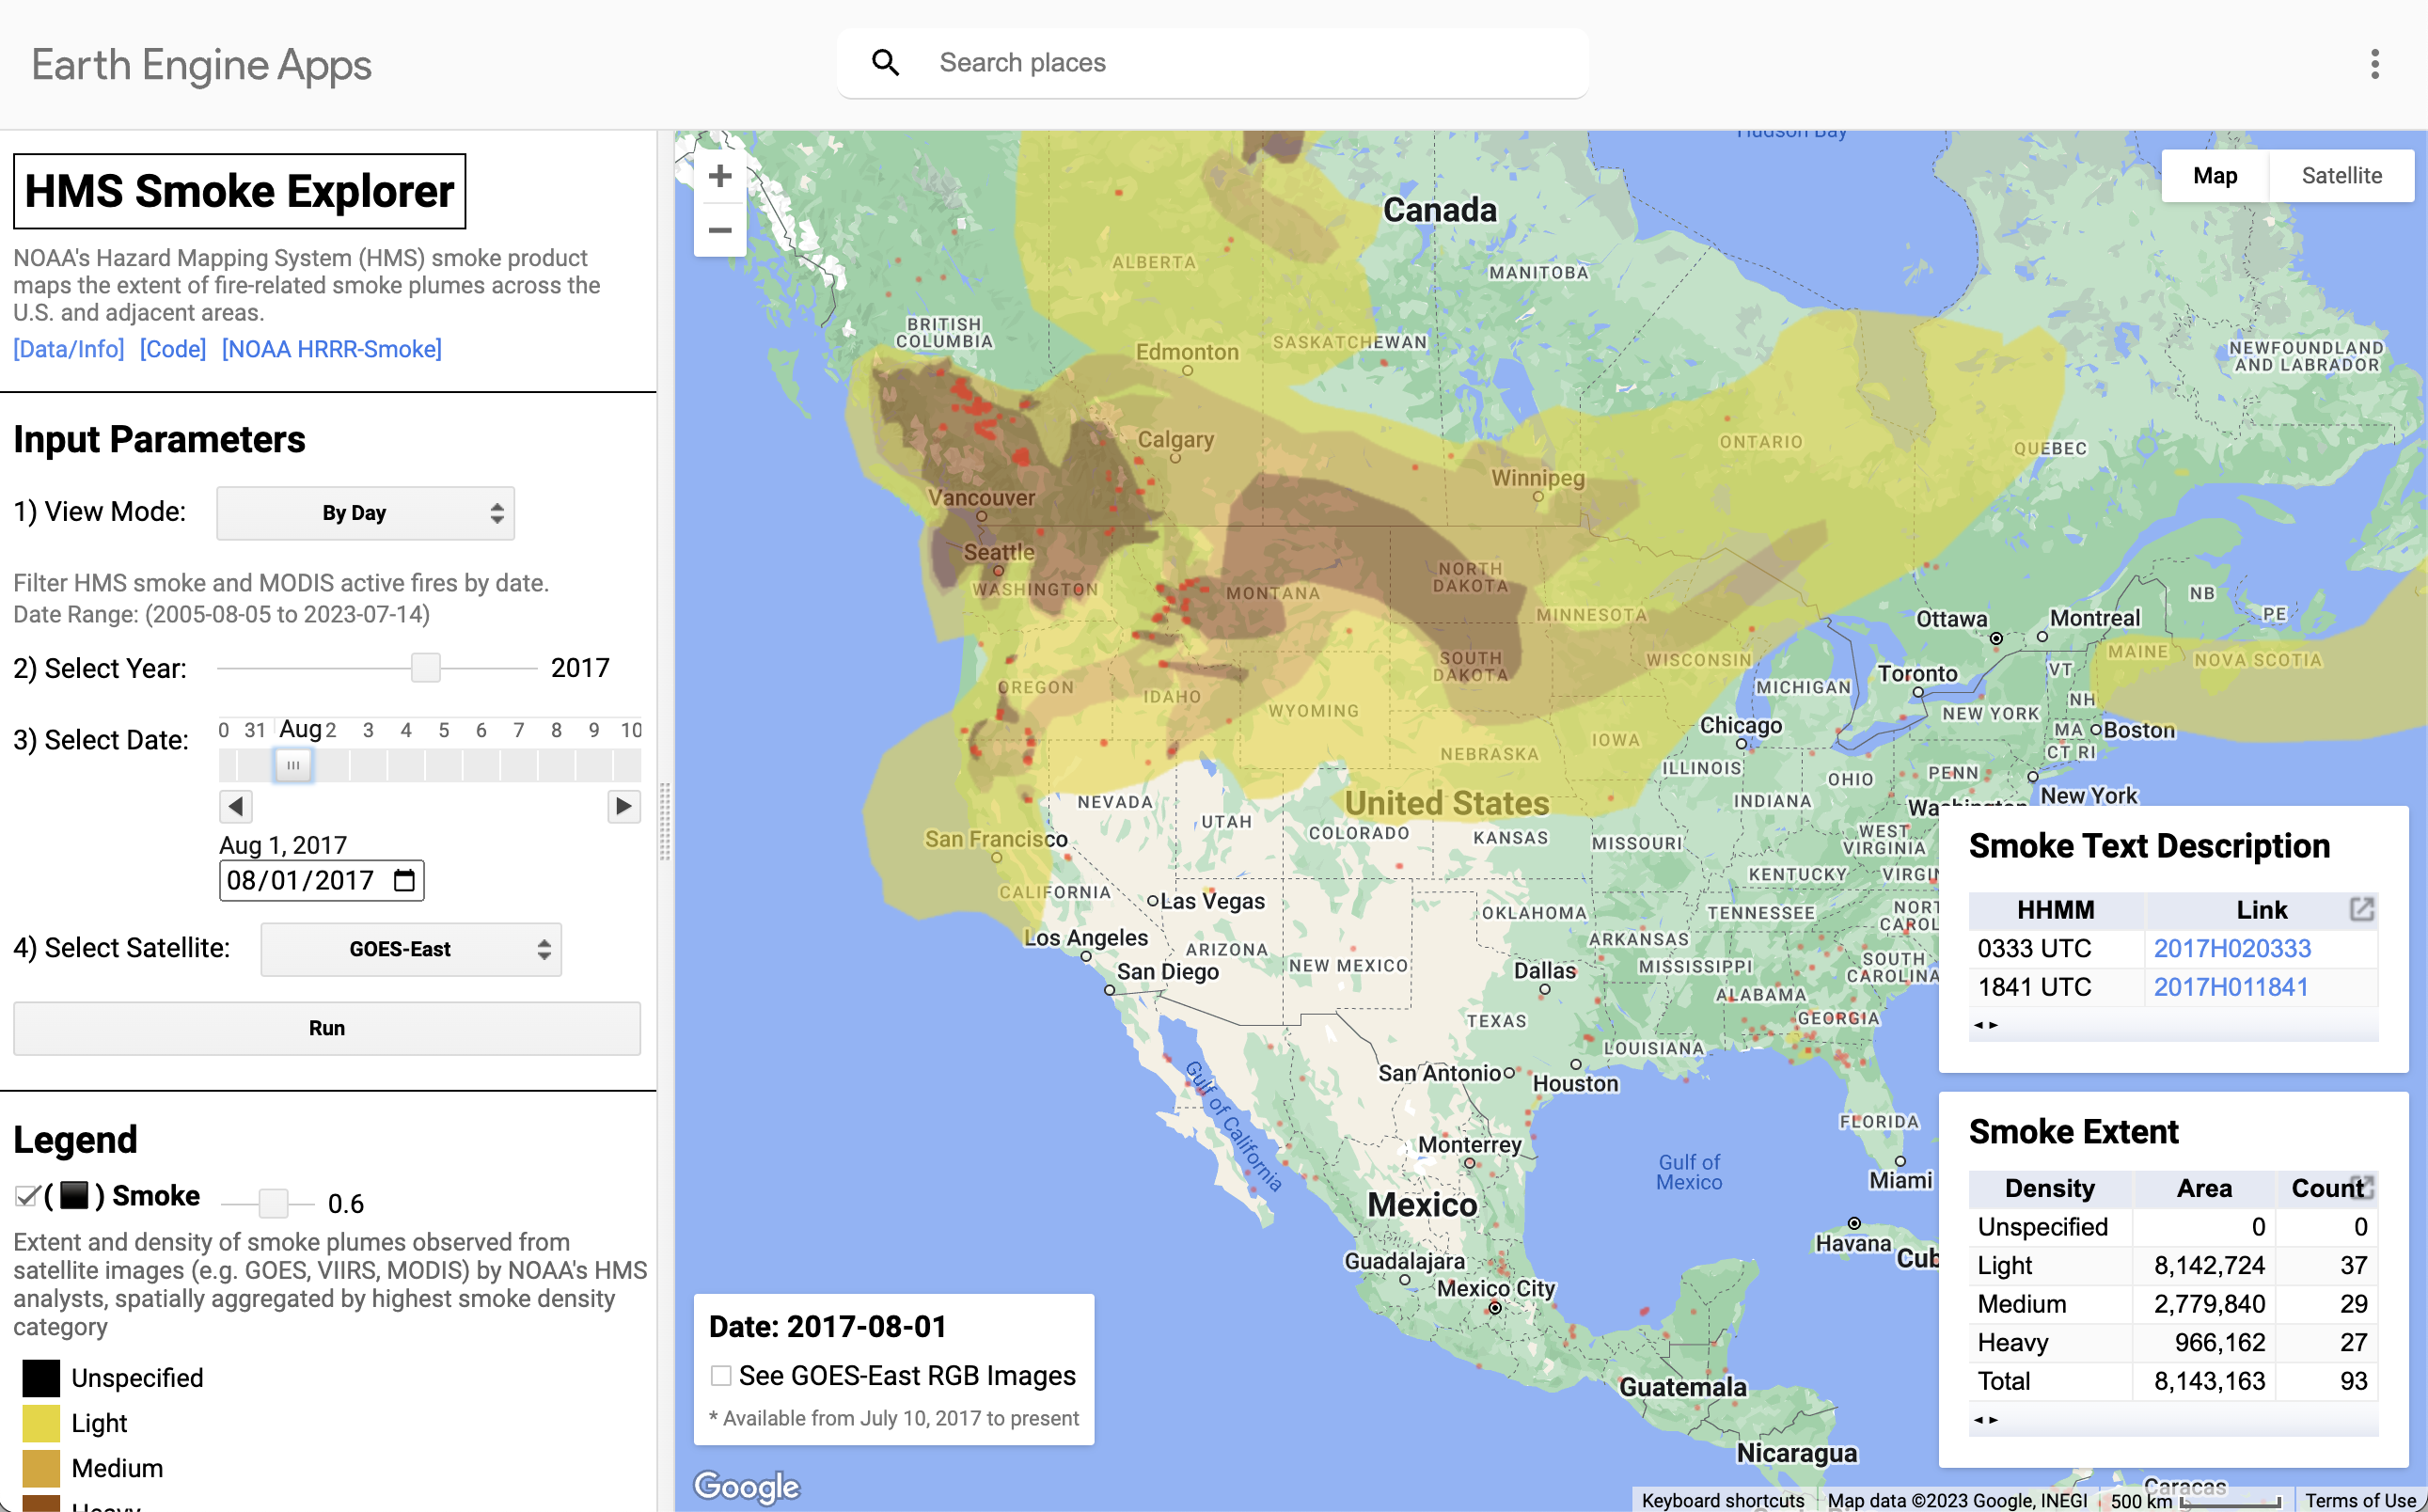 Earth Engine Apps
Search places
HMS Smoke Explorer
NOAA's Hazard Mapping System (HMS) smoke product
maps the extent of fire-related smoke plumes across the
U.S. and adjacent areas.
[Data/Info] [Code] [NOAA HRRR-Smoke]
Input Parameters
1) View Mode:
By Day
Filter HMS smoke and MODIS active fires by date.
Date Range: (2005-08-05 to 2023-07-14)
2) Select Year:
2017
3) Select Date:
0 31 Aug 2 3 4 5 6 7 8 9 10
Aug 1, 2017
08/01/2017
4) Select Satellite:
GOES-East
Run
Legend
( ) Smoke
0.6
Extent and density of smoke plumes observed from
satellite images (e.g. GOES, VIIRS, MODIS) by NOAA's HMS
analysts, spatially aggregated by highest smoke density
category
Unspecified
Light
Medium
Heavy
+
−
Map
Satellite
Hudson Bay
Canada
ALBERTA
MANITOBA
BRITISH
COLUMBIA
Edmonton
SASKATCHEWAN
NEWFOUNDLAND
AND LABRADOR
Calgary
ONTARIO
QUEBEC
Winnipeg
Vancouver
Seattle
WASHINGTON
MONTANA
NORTH
DAKOTA
MINNESOTA
NB
PE
Ottawa
Montreal
MAINE
NOVA SCOTIA
SOUTH
DAKOTA
WISCONSIN
VT
Toronto
OREGON
IDAHO
MICHIGAN
NH
WYOMING
NEW YORK
Chicago
MA
Boston
IOWA
NEBRASKA
CT RI
ILLINOIS
OHIO
PENN
NEVADA
United States
INDIANA
Washington
New York
UTAH
COLORADO
KANSAS
MISSOURI
WEST
VIRGINIA
San Francisco
KENTUCKY
VIRGIN
CALIFORNIA
Las Vegas
OKLAHOMA
TENNESSEE
NORT
CAROL
Los Angeles
ARIZONA
NEW MEXICO
ARKANSAS
San Diego
Dallas
MISSISSIPPI
SOUTH
CAROLINA
ALABAMA
TEXAS
GEORGIA
LOUISIANA
San Antonio
Houston
Gulf of California
FLORIDA
Monterrey
Gulf of
Mexico
Miami
Mexico
Havana
Cub
Guadalajara
Mexico City
Guatemala
Nicaragua
Caracas
Smoke Text Description
HHMM Link
0333 UTC 2017H020333
1841 UTC 2017H011841
Smoke Extent
Density Area Count
Unspecified 0 0
Light 8,142,724 37
Medium 2,779,840 29
Heavy 966,162 27
Total 8,143,163 93
Date: 2017-08-01
See GOES-East RGB Images
* Available from July 10, 2017 to present
Google
Keyboard shortcuts Map data ©2023 Google, INEGI 500 km Terms of Use